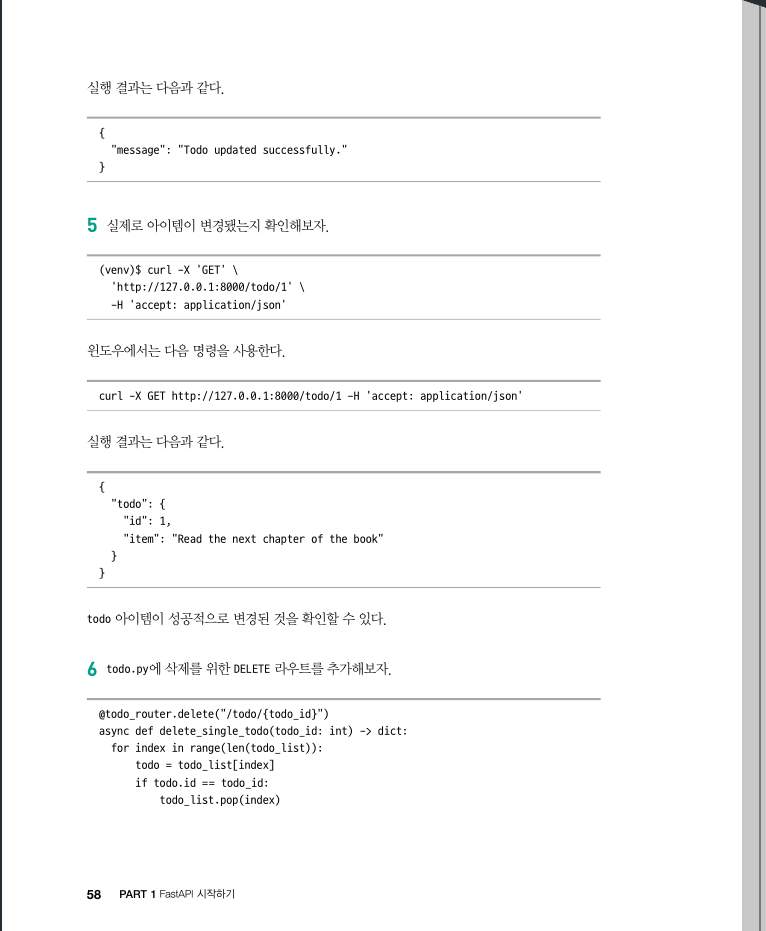 실행 결과는 다음과 같다.
{
  "message": "Todo updated successfully."
}
5 실제로 아이템이 변경됐는지 확인해보자.
(venv)$ curl -X 'GET' \
  'http://127.0.0.1:8000/todo/1' \
  -H 'accept: application/json'
윈도우에서는 다음 명령을 사용한다.
curl -X GET http://127.0.0.1:8000/todo/1 -H 'accept: application/json'
실행 결과는 다음과 같다.
{
  "todo": {
    "id": 1,
    "item": "Read the next chapter of the book"
  }
}
todo 아이템이 성공적으로 변경된 것을 확인할 수 있다.
6 todo.py에 삭제를 위한 DELETE 라우트를 추가해보자.
@todo_router.delete("/todo/{todo_id}")
async def delete_single_todo(todo_id: int) -> dict:
  for index in range(len(todo_list)):
      todo = todo_list[index]
      if todo.id == todo_id:
          todo_list.pop(index)
58 PART 1 FastAPI 시작하기